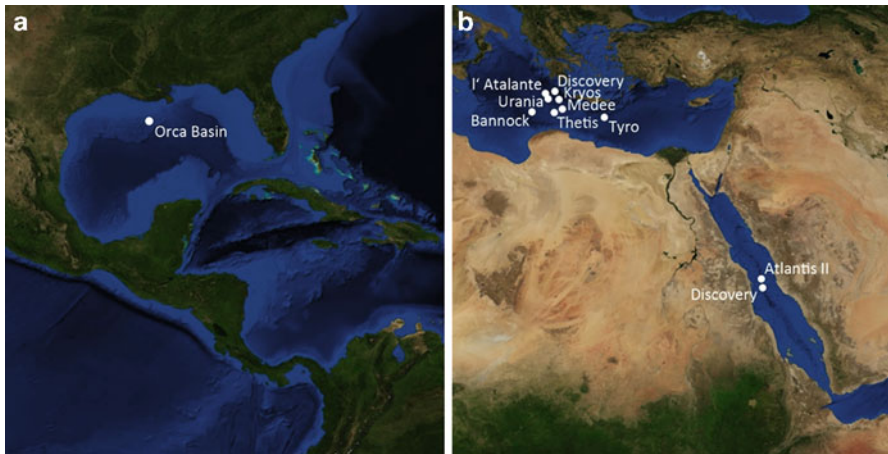 a
Orca Basin
b
l' Atalante
Discovery
Kryos
Urania
Medee
Bannock
Thetis
Tyro
Atlantis II
Discovery